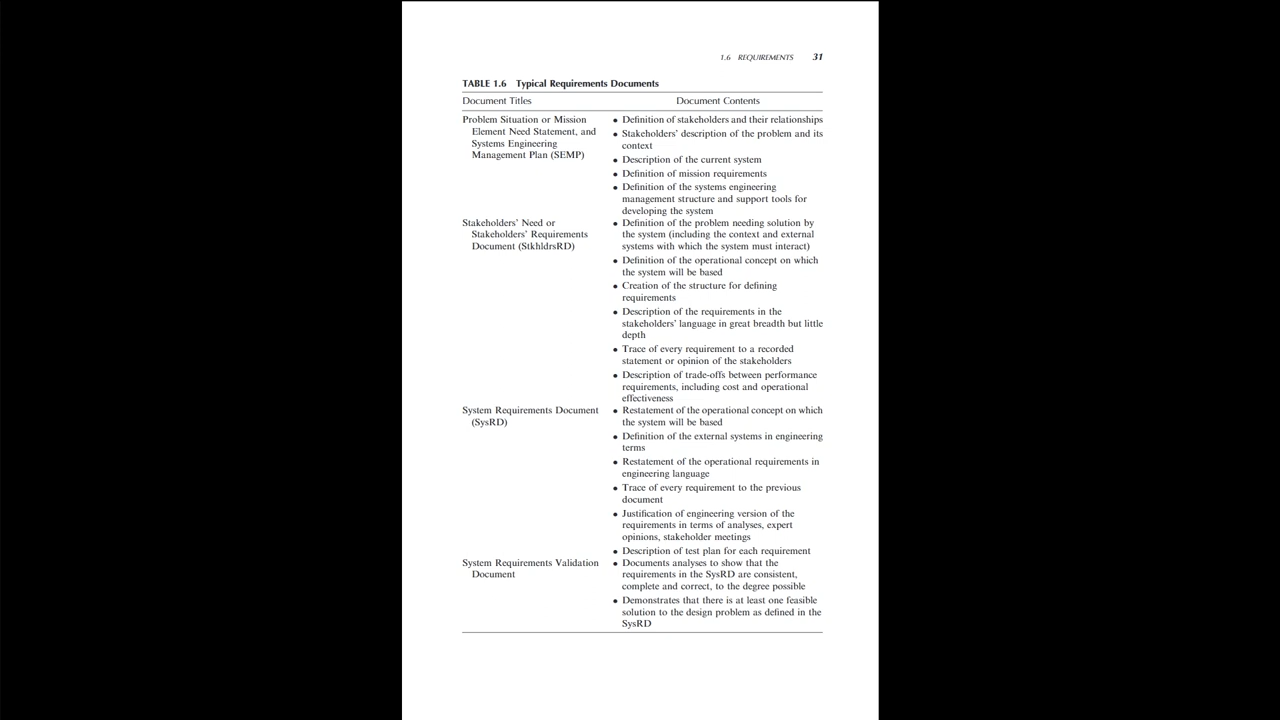 1.6 REQUIREMENTS 31
TABLE 1.6 Typical Requirements Documents
Document Titles Document Contents
Problem Situation or Mission
Element Need Statement, and
Systems Engineering
Management Plan (SEMP)
• Definition of stakeholders and their relationships
• Stakeholders' description of the problem and its
context
• Description of the current system
• Definition of mission requirements
• Definition of the systems engineering
management structure and support tools for
developing the system
Stakeholders' Need or
Stakeholders' Requirements
Document (StkhldrsRD)
• Definition of the problem needing solution by
the system (including the context and external
systems with which the system must interact)
• Definition of the operational concept on which
the system will be based
• Creation of the structure for defining
requirements
• Description of the requirements in the
stakeholders' language in great breadth but little
depth
• Trace of every requirement to a recorded
statement or opinion of the stakeholders
• Description of trade-offs between performance
requirements, including cost and operational
effectiveness
System Requirements Document
(SysRD)
• Restatement of the operational concept on which
the system will be based
• Definition of the external systems in engineering
terms
• Restatement of the operational requirements in
engineering language
• Trace of every requirement to the previous
document
• Justification of engineering version of the
requirements in terms of analyses, expert
opinions, stakeholder meetings
• Description of test plan for each requirement
System Requirements Validation
Document
• Documents analyses to show that the
requirements in the SysRD are consistent,
complete and correct, to the degree possible
• Demonstrates that there is at least one feasible
solution to the design problem as defined in the
SysRD